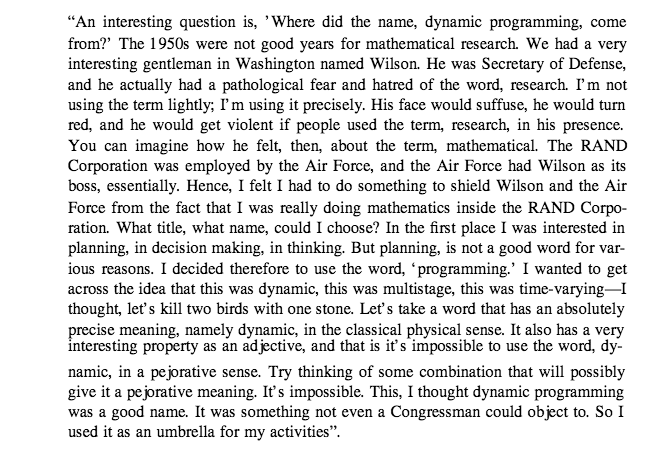 “An interesting question is, ’Where did the name, dynamic programming, come
from?’ The 1950s were not good years for mathematical research. We had a very
interesting gentleman in Washington named Wilson. He was Secretary of Defense,
and he actually had a pathological fear and hatred of the word, research. I’m not
using the term lightly; I’m using it precisely. His face would suffuse, he would turn
red, and he would get violent if people used the term, research, in his presence.
You can imagine how he felt, then, about the term, mathematical. The RAND
Corporation was employed by the Air Force, and the Air Force had Wilson as its
boss, essentially. Hence, I felt I had to do something to shield Wilson and the Air
Force from the fact that I was really doing mathematics inside the RAND Corpo-
ration. What title, what name, could I choose? In the first place I was interested in
planning, in decision making, in thinking. But planning, is not a good word for var-
ious reasons. I decided therefore to use the word, ‘programming.’ I wanted to get
across the idea that this was dynamic, this was multistage, this was time-varying—I
thought, let’s kill two birds with one stone. Let’s take a word that has an absolutely
precise meaning, namely dynamic, in the classical physical sense. It also has a very
interesting property as an adjective, and that is it’s impossible to use the word, dy-
namic, in a pejorative sense. Try thinking of some combination that will possibly
give it a pejorative meaning. It’s impossible. This, I thought dynamic programming
was a good name. It was something not even a Congressman could object to. So I
used it as an umbrella for my activities”.